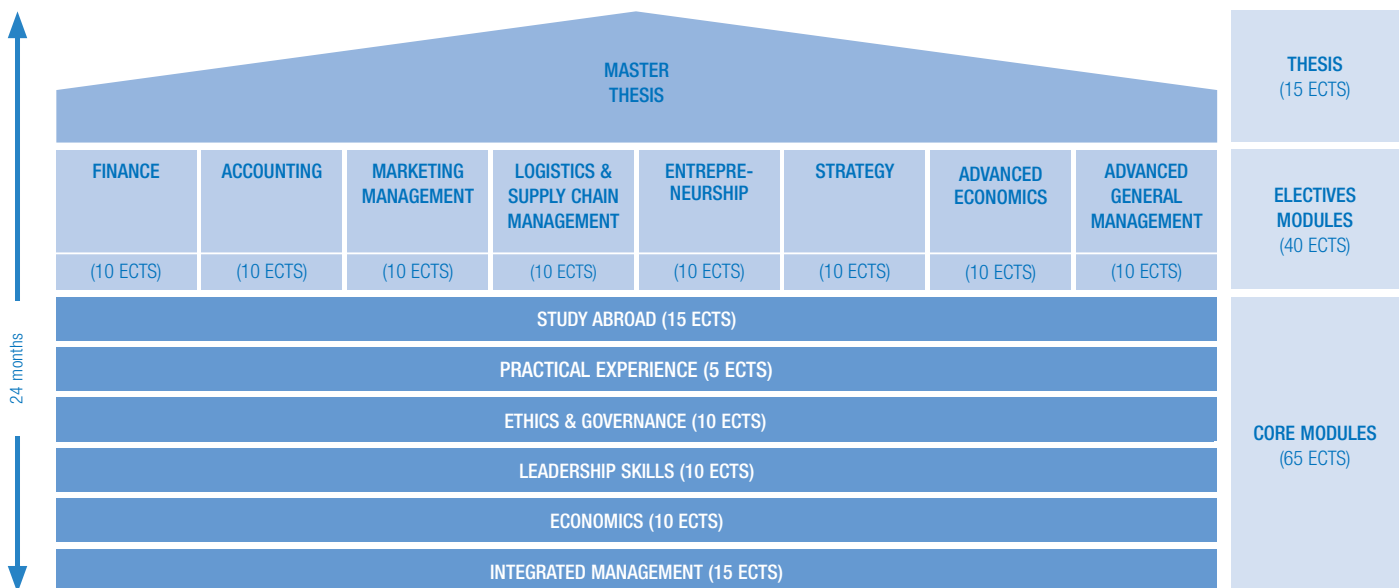 MASTER
THESIS
THESIS
(15 ECTS)
FINANCE
(10 ECTS)
ACCOUNTING
(10 ECTS)
MARKETING
MANAGEMENT
(10 ECTS)
LOGISTICS &
SUPPLY CHAIN
MANAGEMENT
(10 ECTS)
ENTREPRE-
NEURSHIP
(10 ECTS)
STRATEGY
(10 ECTS)
ADVANCED
ECONOMICS
(10 ECTS)
ADVANCED
GENERAL
MANAGEMENT
(10 ECTS)
ELECTIVES
MODULES
(40 ECTS)
24 months
STUDY ABROAD (15 ECTS)
PRACTICAL EXPERIENCE (5 ECTS)
ETHICS & GOVERNANCE (10 ECTS)
LEADERSHIP SKILLS (10 ECTS)
ECONOMICS (10 ECTS)
INTEGRATED MANAGEMENT (15 ECTS)
CORE MODULES
(65 ECTS)